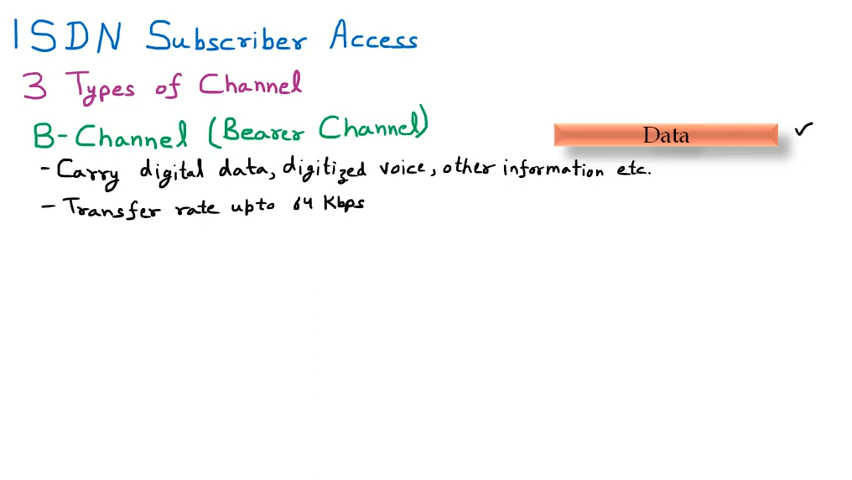 ISDN Subscriber Access
3 Types of Channel
B-Channel (Bearer Channel)
Data ✓
- Carry digital data, digitized voice, other information etc.
- Transfer rate upto 64 Kbps